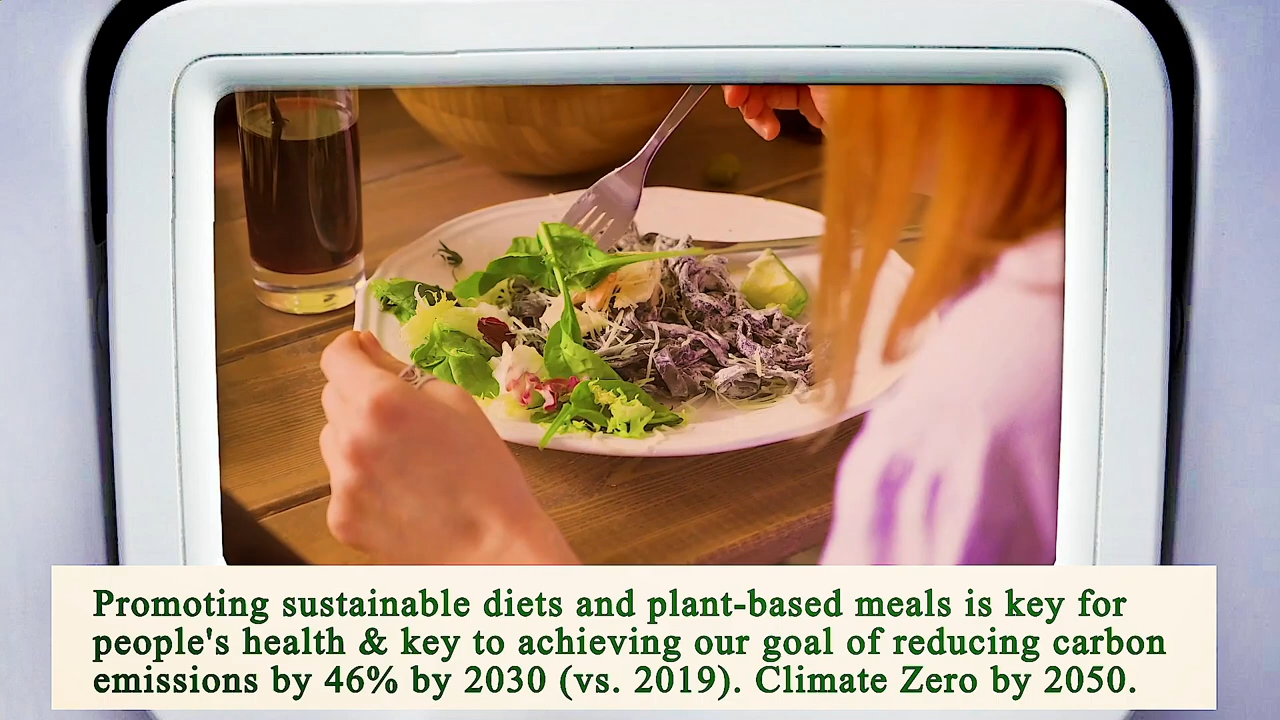 Promoting sustainable diets and plant-based meals is key for
people's health & key to achieving our goal of reducing carbon
emissions by 46% by 2030 (vs. 2019). Climate Zero by 2050.